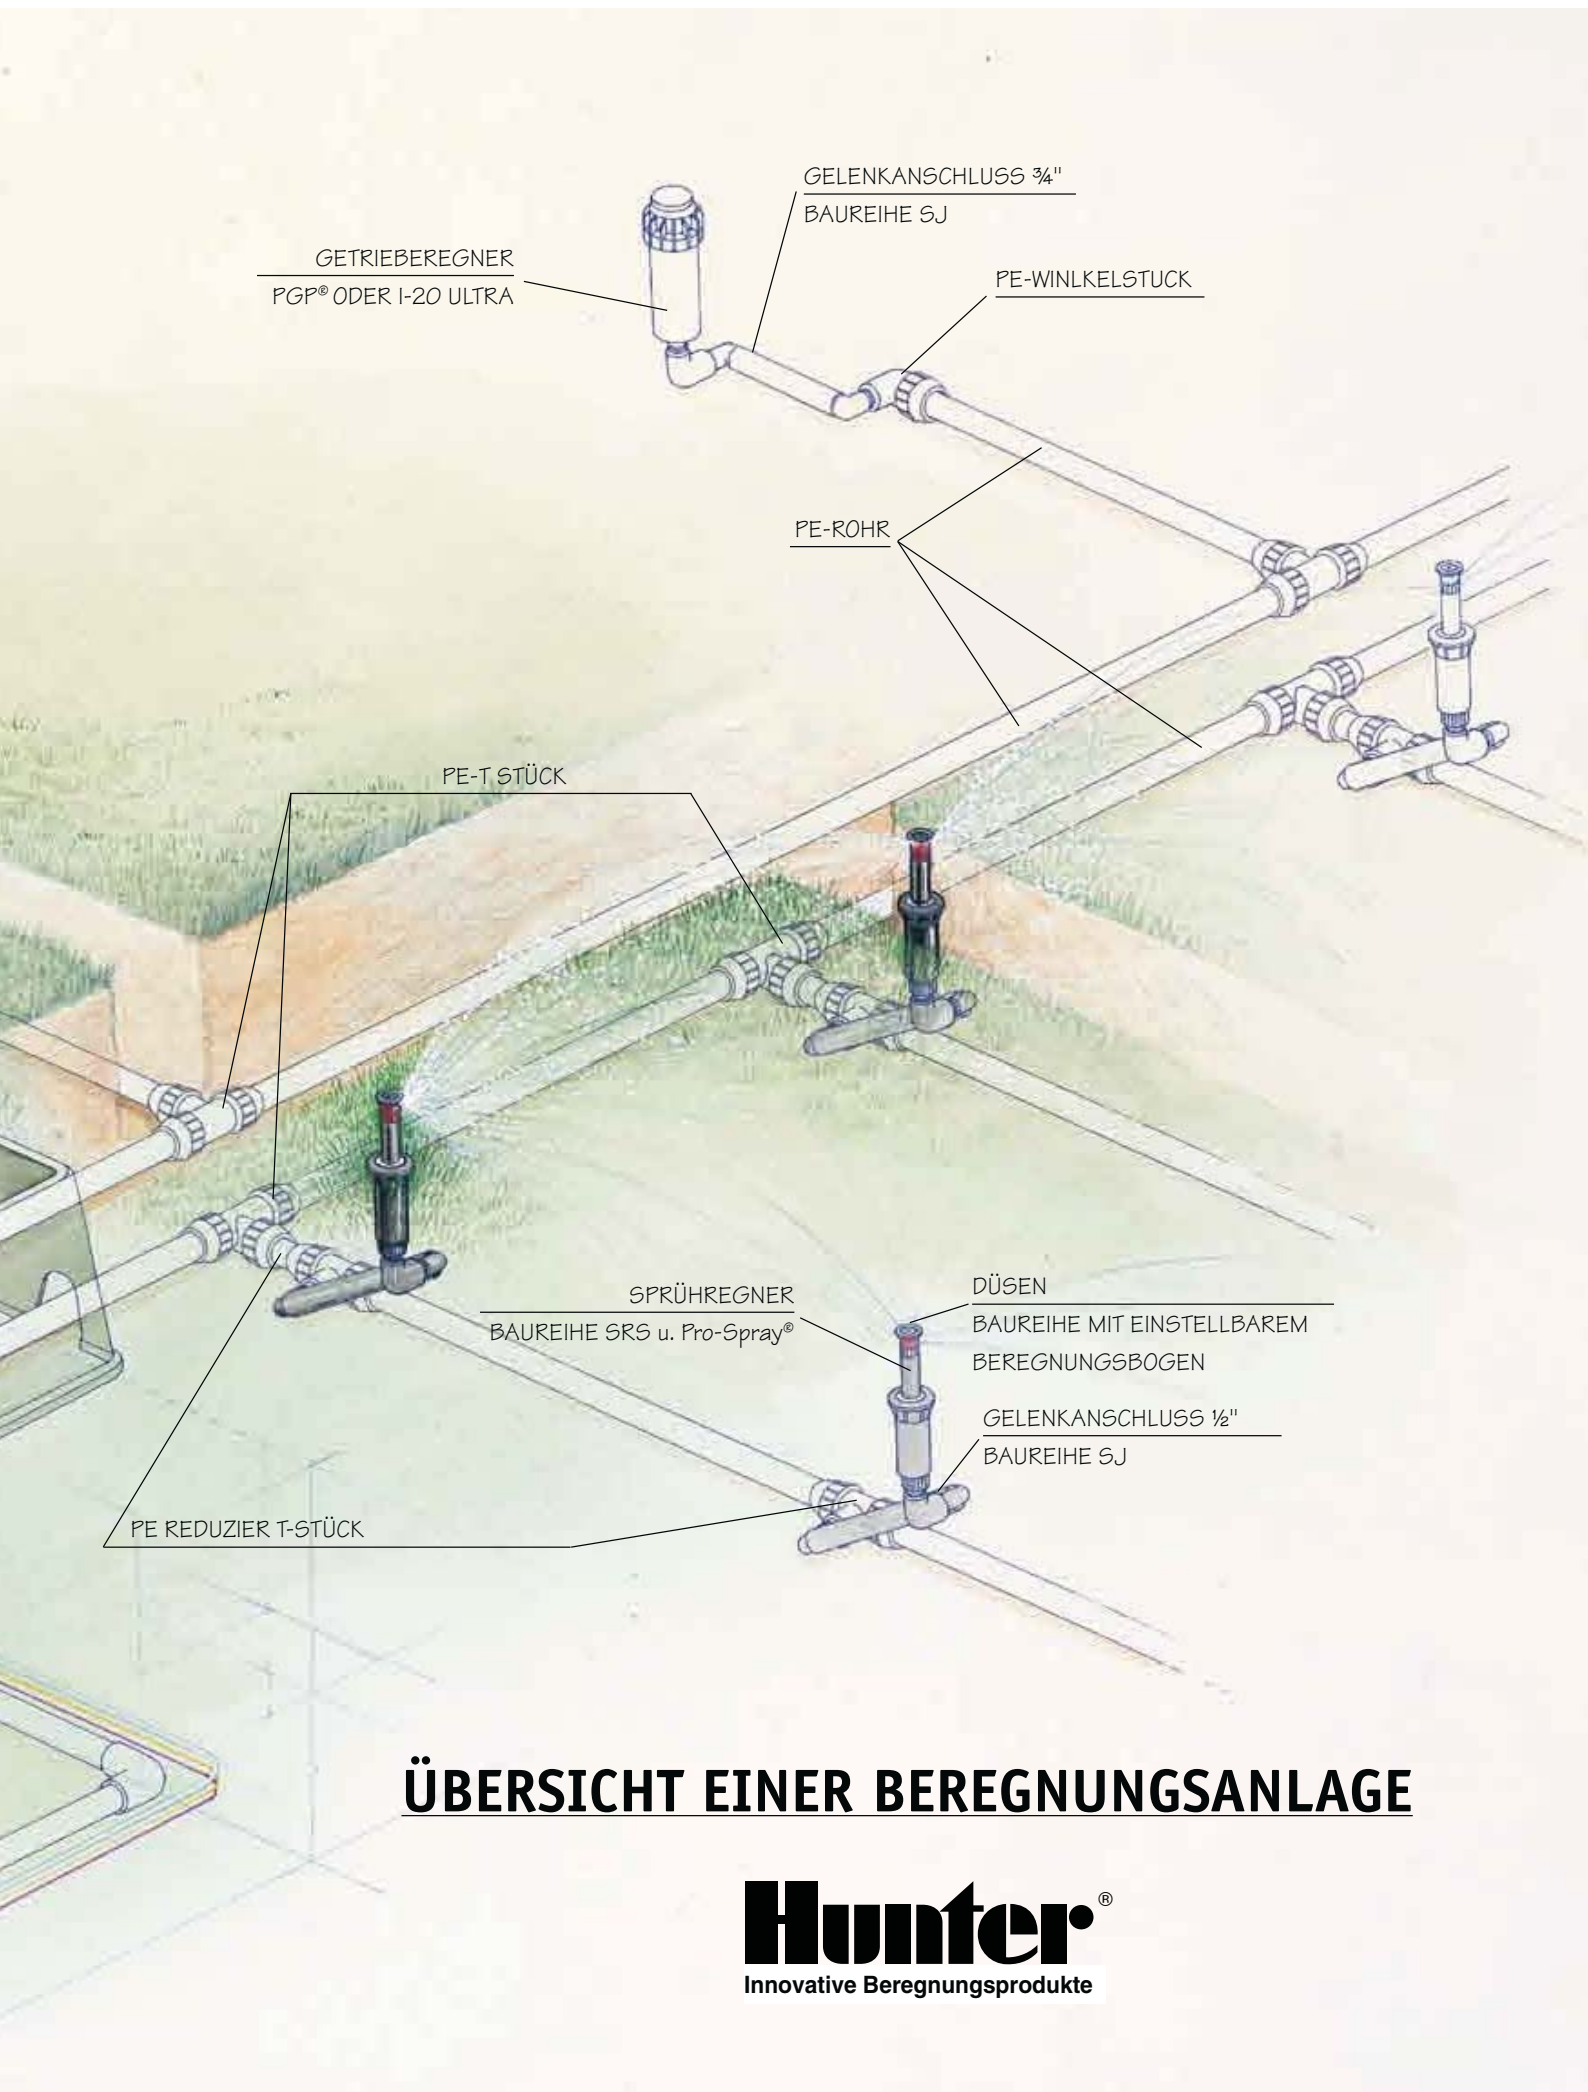 GELENKANSCHLUSS ¾"
BAUREIHE SJ
GETRIEBEREGNER
PGP® ODER I-20 ULTRA
PE-WINLKELSTUCK
PE-ROHR
PE-T STÜCK
SPRÜHREGNER
BAUREIHE SRS u. Pro-Spray®
DÜSEN
BAUREIHE MIT EINSTELLBAREM
BEREGNUNGSBOGEN
GELENKANSCHLUSS ½"
BAUREIHE SJ
PE REDUZIER T-STÜCK
ÜBERSICHT EINER BEREGNUNGSANLAGE
Hunter®
Innovative Beregnungsprodukte